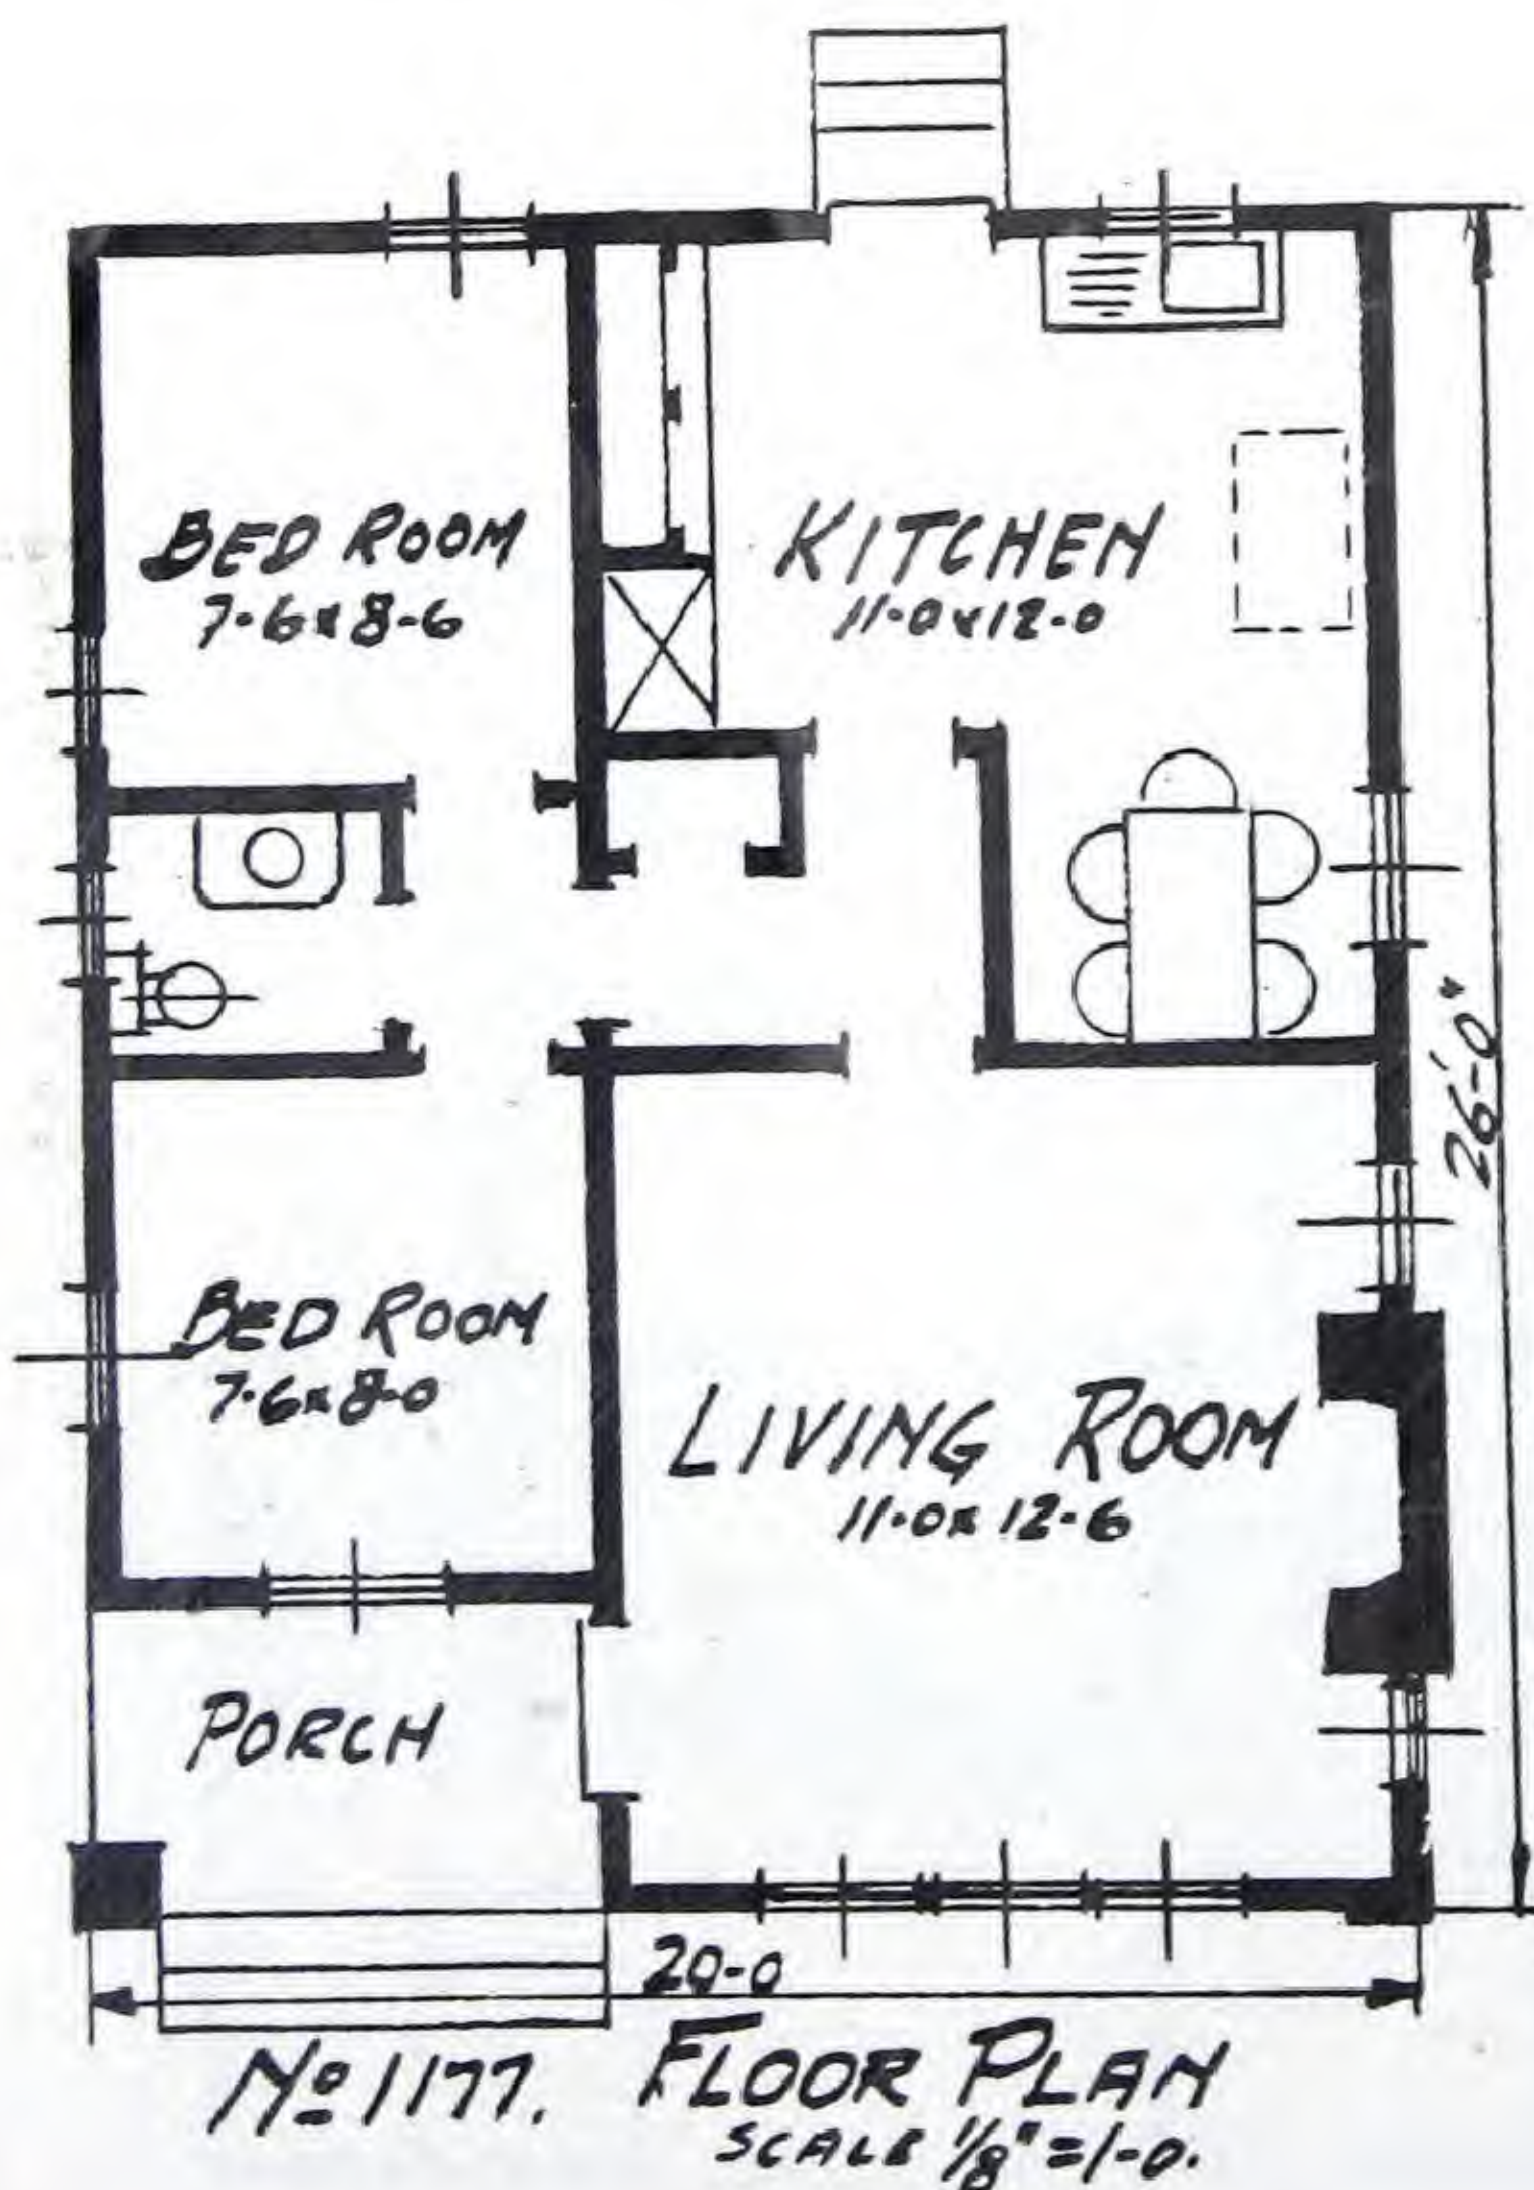 BED ROOM
7-6x8-6
KITCHEN
11-0x12-0
26'-0"
BED ROOM
7-6x8-0
LIVING ROOM
11-0x12-6
PORCH
20-0
Nº 1177.
FLOOR PLAN
SCALE 1/8"=1-0.